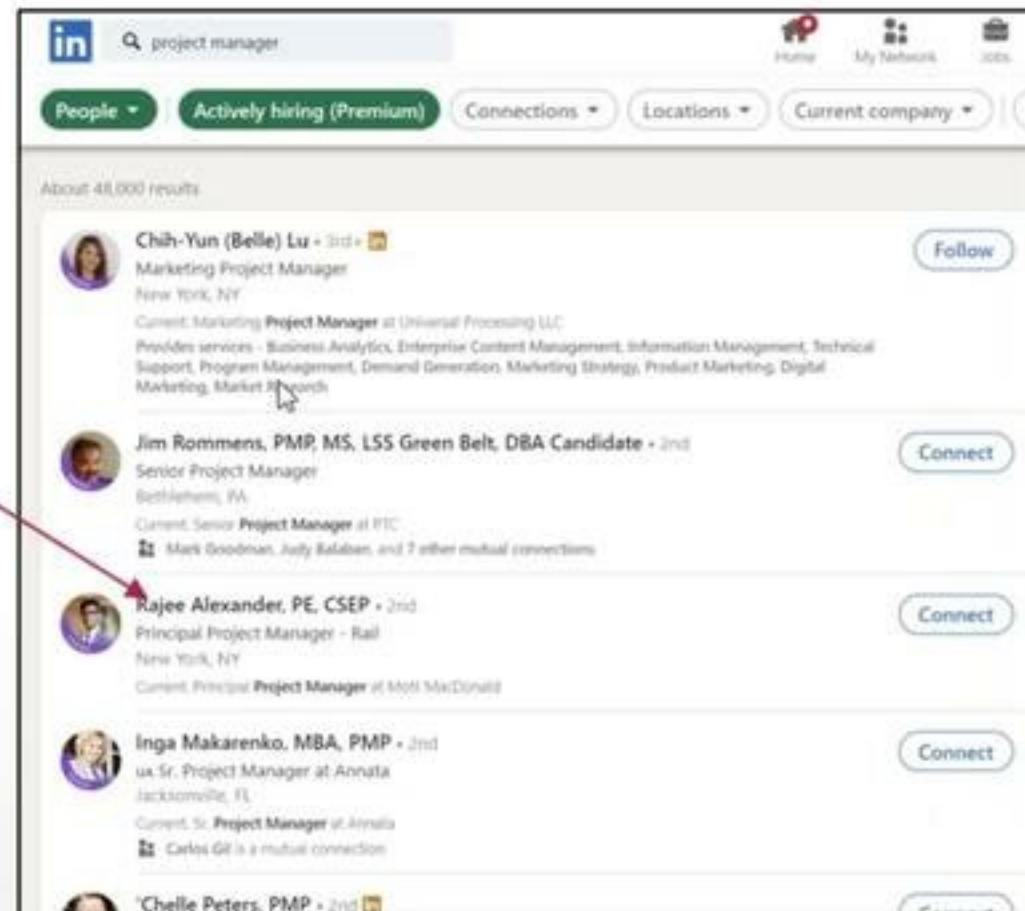 in
project manager
Home
My Network
Jobs
People
Actively hiring (Premium)
Connections
Locations
Current company
About 48,000 results
Chih-Yun (Belle) Lu • 3rd+ in
Follow
Marketing Project Manager
New York, NY
Current: Marketing Project Manager at Universal Processing LLC
Provides services - Business Analytics, Enterprise Content Management, Information Management, Technical
Support, Program Management, Demand Generation, Marketing Strategy, Product Marketing, Digital
Marketing, Market Research
Jim Rommens, PMP, MS, LSS Green Belt, DBA Candidate • 2nd
Connect
Senior Project Manager
Bethlehem, PA
Current: Senior Project Manager at PTC
Mark Goodman, Judy Balaban, and 7 other mutual connections
Rajee Alexander, PE, CSEP • 2nd
Connect
Principal Project Manager - Rail
New York, NY
Current: Principal Project Manager at Mott MacDonald
Inga Makarenko, MBA, PMP • 2nd
Connect
UA Sr. Project Manager at Annata
Jacksonville, FL
Current: Sr. Project Manager at Annata
Carlos Gil is a mutual connection
'Chelle Peters, PMP • 2nd in
Connect